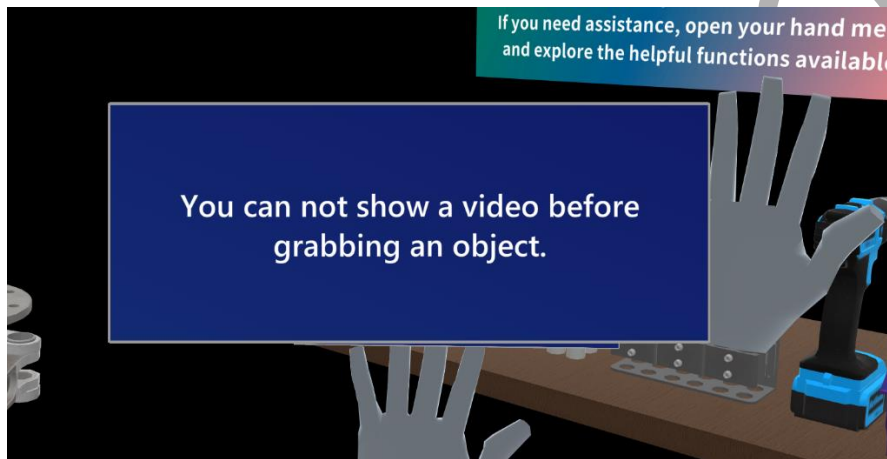 If you need assistance, open your hand me
and explore the helpful functions available
You can not show a video before
grabbing an object.